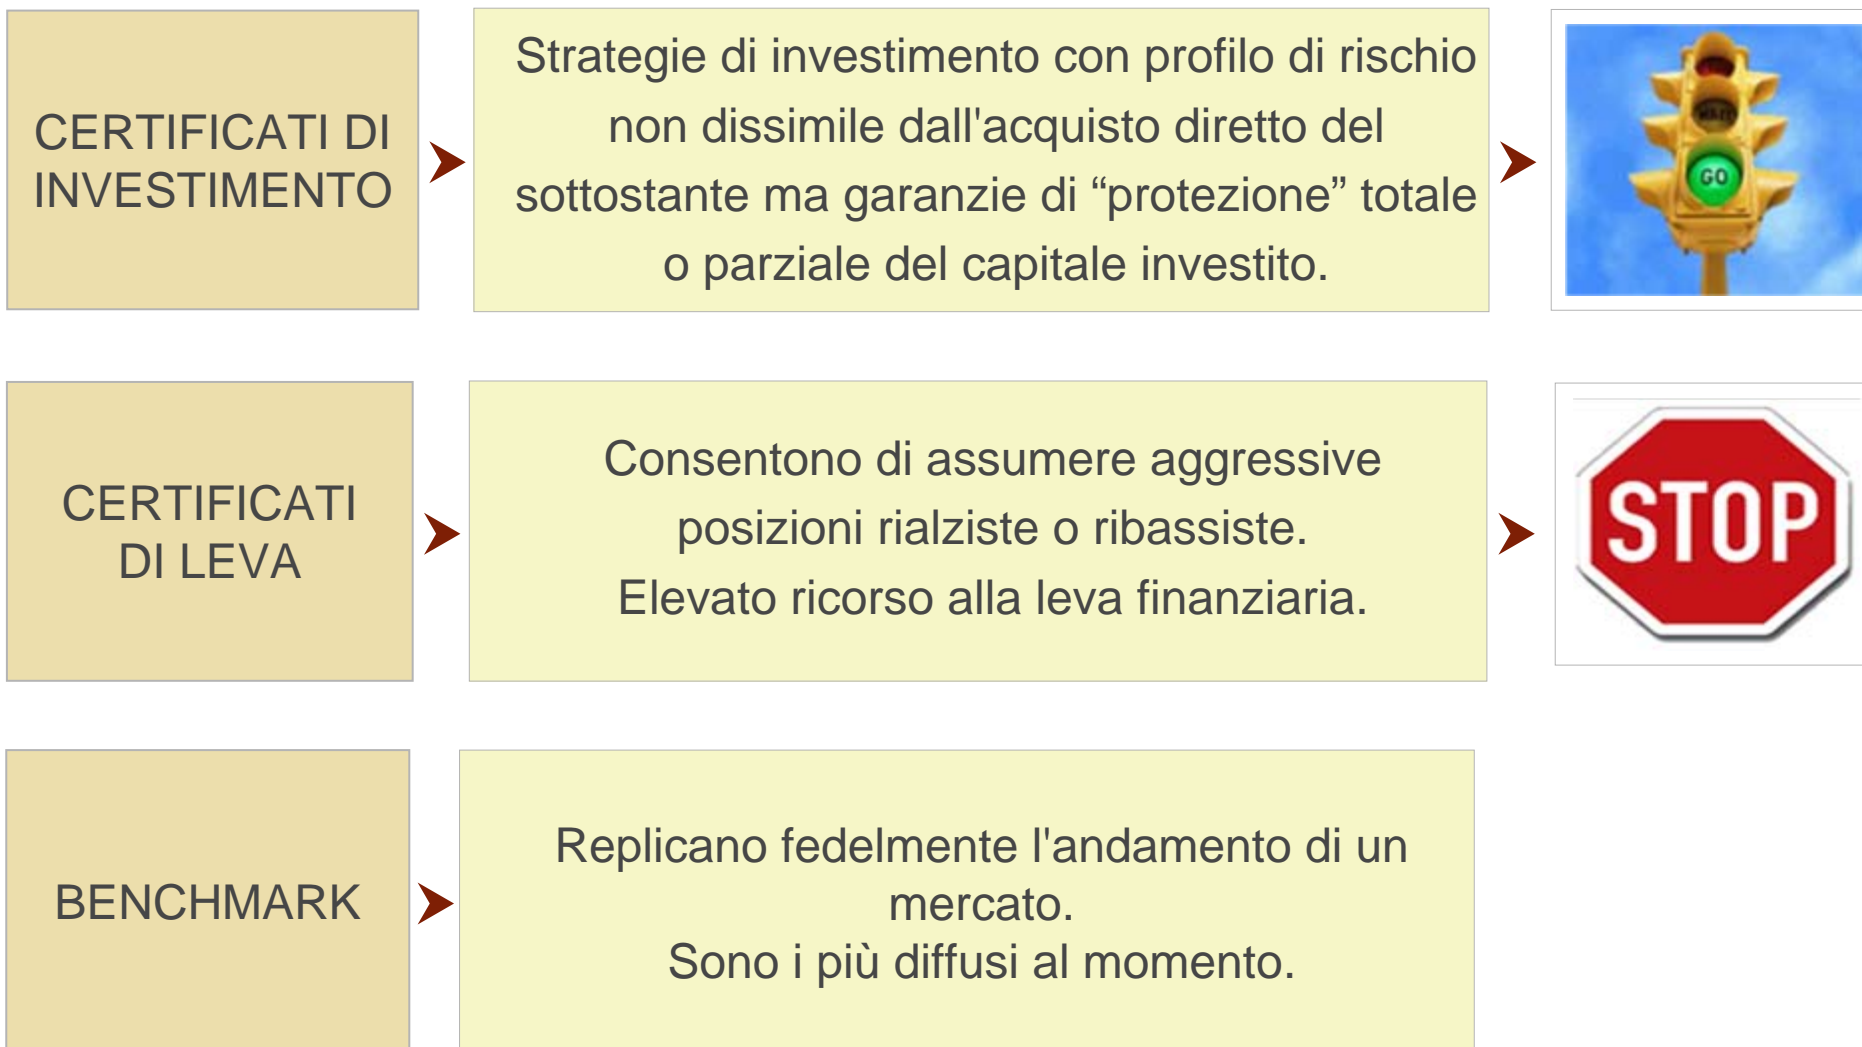 CERTIFICATI DI
INVESTIMENTO
Strategie di investimento con profilo di rischio
non dissimile dall'acquisto diretto del
sottostante ma garanzie di “protezione” totale
o parziale del capitale investito.
GO
CERTIFICATI
DI LEVA
Consentono di assumere aggressive
posizioni rialziste o ribassiste.
Elevato ricorso alla leva finanziaria.
STOP
BENCHMARK
Replicano fedelmente l'andamento di un
mercato.
Sono i più diffusi al momento.